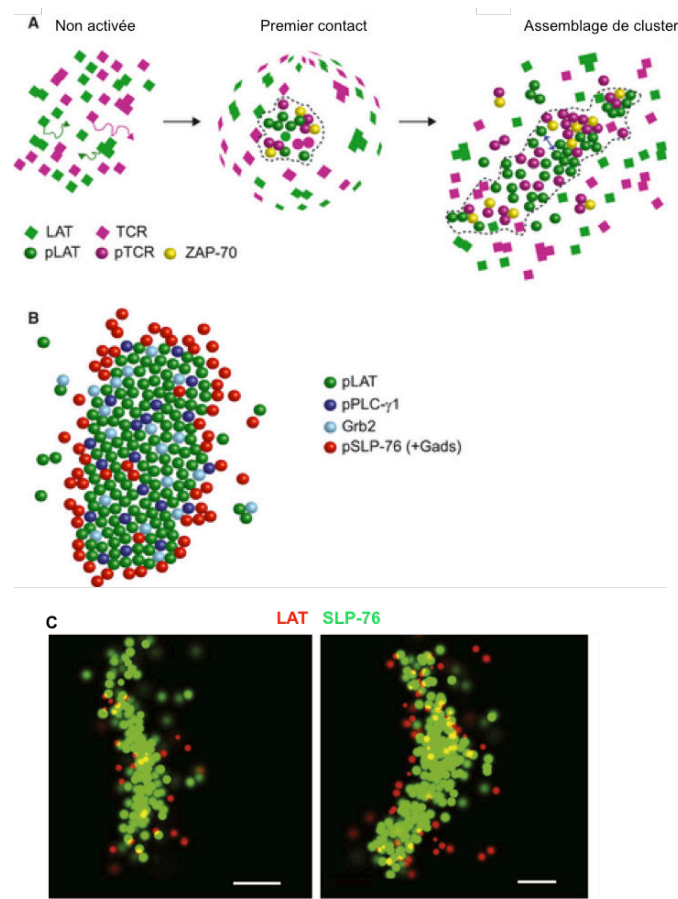 A Non activée Premier contact Assemblage de cluster
LAT TCR
pLAT pTCR ZAP-70
B
pLAT
pPLC-γ1
Grb2
pSLP-76 (+Gads)
C LAT SLP-76